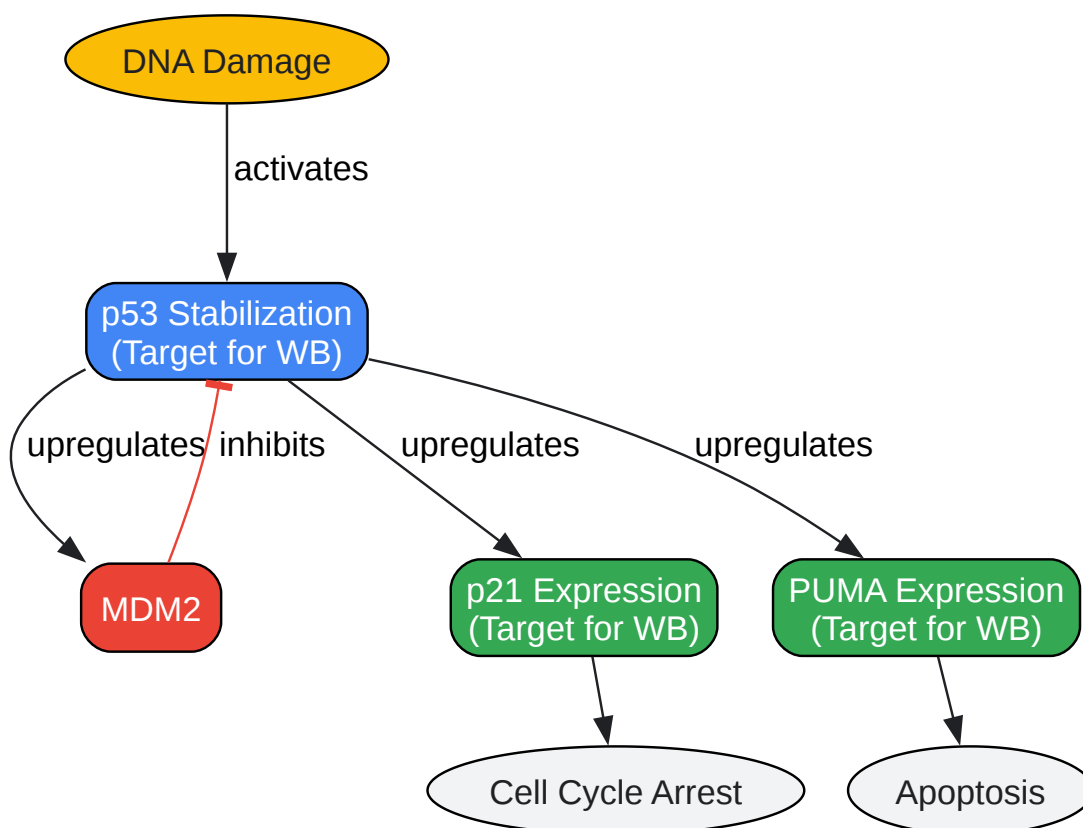 DNA Damage
activates
p53 Stabilization
(Target for WB)
upregulates
inhibits
upregulates
upregulates
MDM2
p21 Expression
(Target for WB)
PUMA Expression
(Target for WB)
Cell Cycle Arrest
Apoptosis